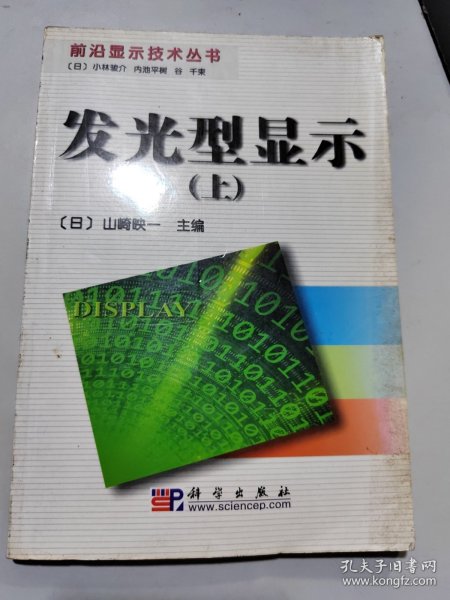 前沿显示技术丛书
〔日〕小林骏介 内池平树 谷 千束
发光型显示
(上)
〔日〕山崎映一 主编
DISPLAY
科学出版社
www.sciencep.com
孔夫子旧书网
www.kongfz.com